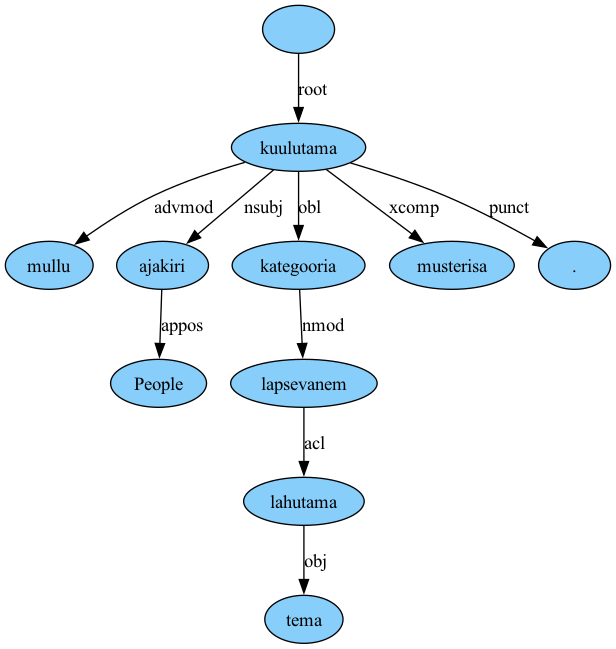 root
kuulutama
advmod nsubj obl xcomp punct
mullu ajakiri kategooria musterisa .
appos nmod
People lapsevanem
acl
lahutama
obj
tema